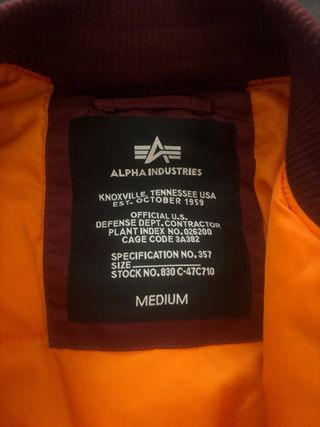 ALPHA INDUSTRIES
KNOXVILLE, TENNESSEE USA
EST. OCTOBER 1959
OFFICIAL U.S.
DEFENSE DEPT. CONTRACTOR
PLANT INDEX NO. 026200
CAGE CODE 3A382
SPECIFICATION NO. 357
SIZE
STOCK NO. 830 C-47C710
MEDIUM